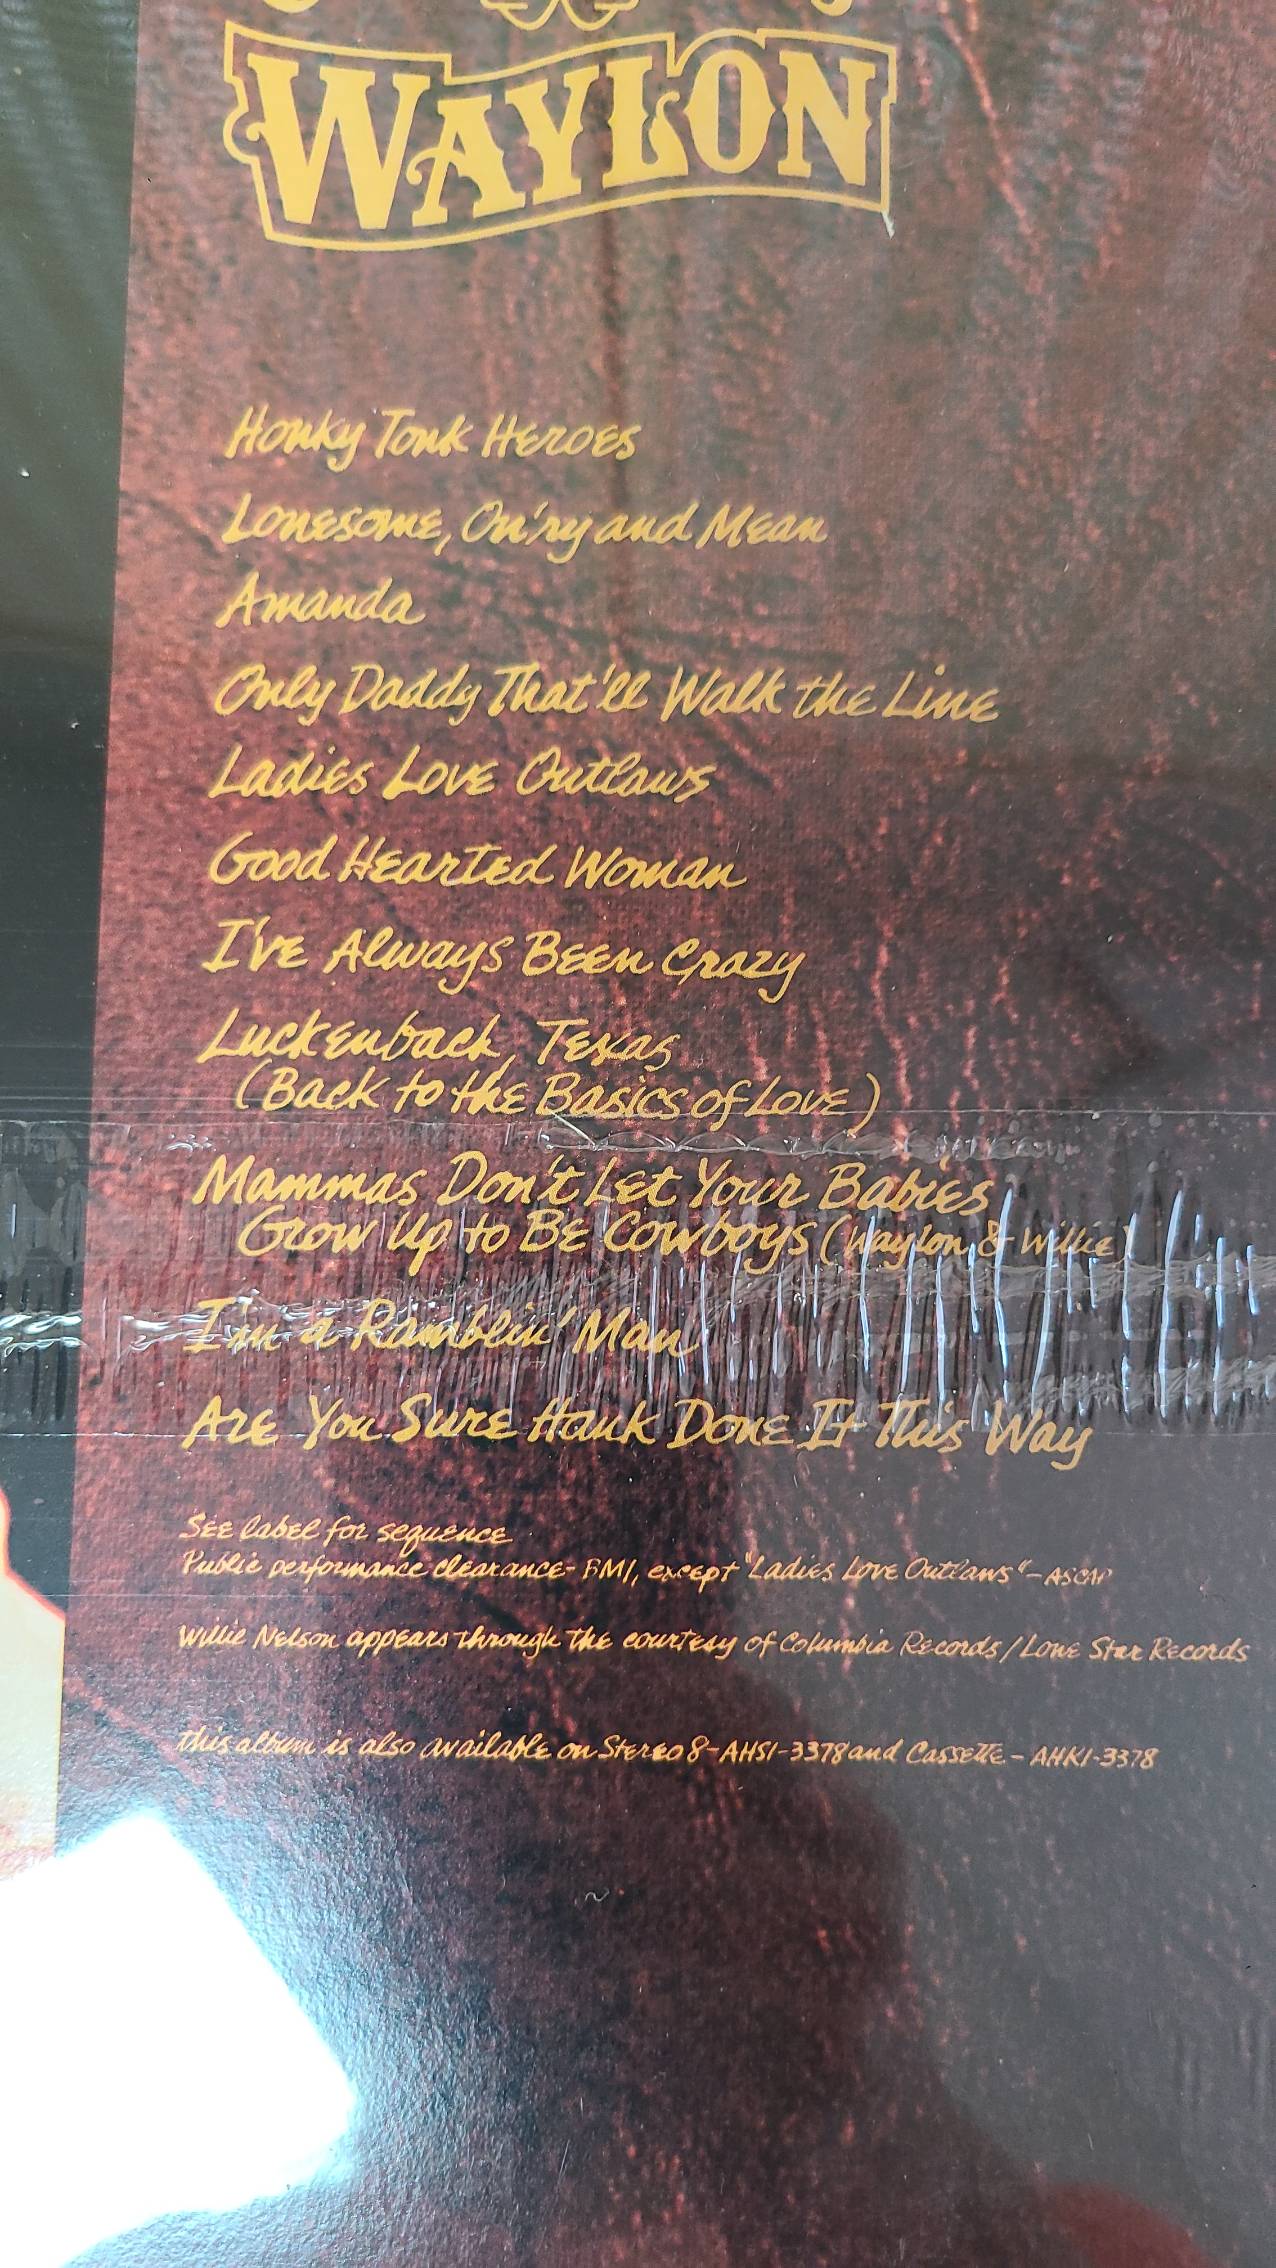 WAYLON
Honky Tonk Heroes
Lonesome, On'ry and Mean
Amanda
Only Daddy That'll Walk the Line
Ladies Love Outlaws
Good Hearted Woman
I've Always Been Crazy
Luckenbach, Texas
(Back to the Basics of Love)
Mammas Don't Let Your Babies
Grow Up to Be Cowboys (Waylon & Willie)
I'm a Ramblin' Man
Are You Sure Hank Done It This Way
See label for sequence
Public performance clearance- BMI, except "Ladies Love Outlaws" - ASCAP
Willie Nelson appears through the courtesy of Columbia Records / Lone Star Records
this album is also available on Stereo 8-AHS1-3378 and Cassette - AHK1-3378